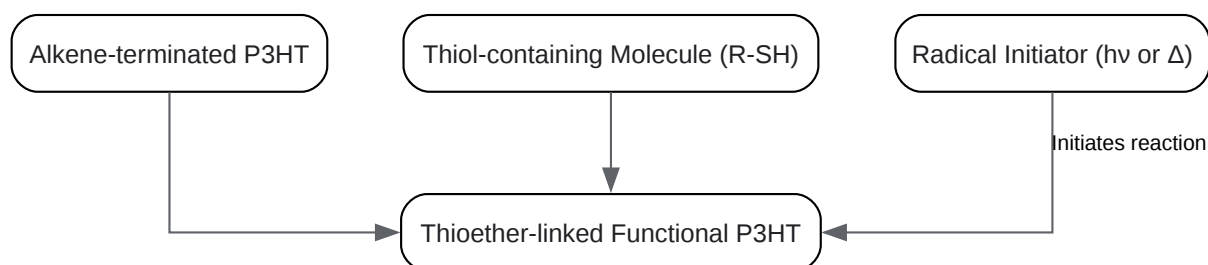 Alkene-terminated P3HT
Thiol-containing Molecule (R-SH)
Radical Initiator (hν or Δ)
Initiates reaction
Thioether-linked Functional P3HT